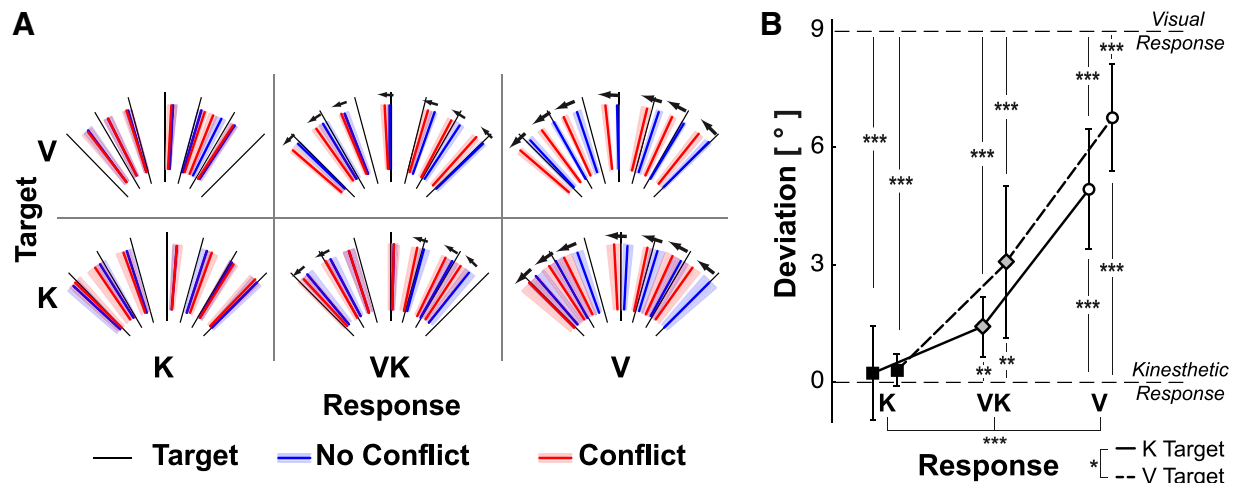 A
B
V
K
Target
K
VK
V
Response
Target
No Conflict
Conflict
Deviation [ ° ]
9
6
3
0
Visual
Response
***
***
***
***
***
***
***
***
**
**
Kinesthetic
Response
K
VK
V
***
Response
*
K Target
V Target